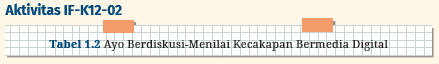 Aktivitas IF-K12-02
Tabel 1.2 Ayo Berdiskusi-Menilai Kecakapan Bermedia Digital